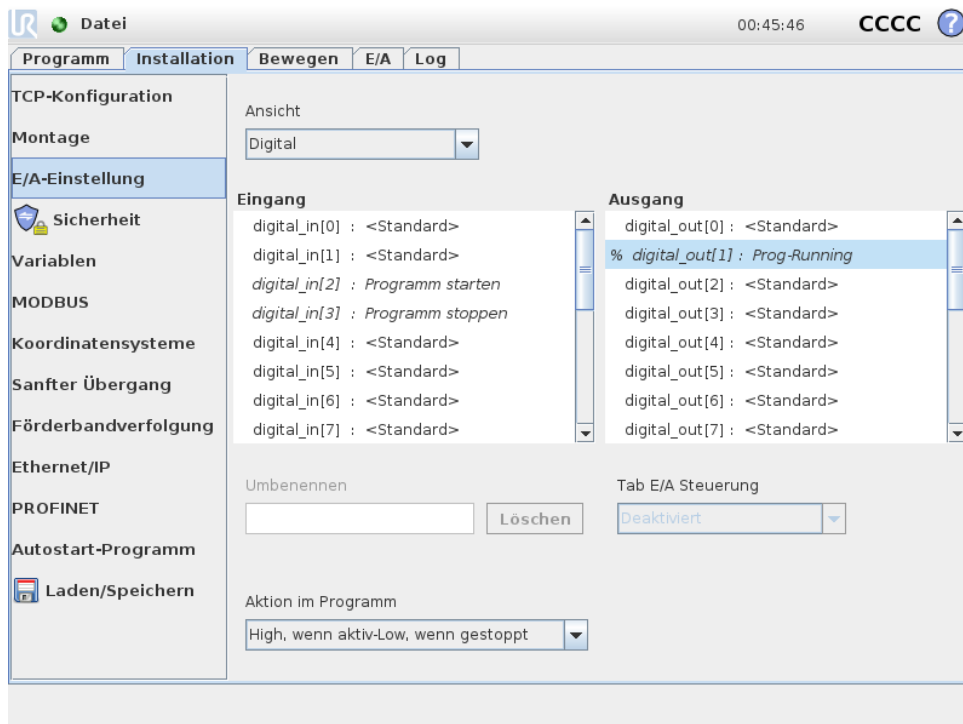 UR Datei 00:45:46 CCCC ?
Programm Installation Bewegen E/A Log
TCP-Konfiguration
Montage
E/A-Einstellung
Sicherheit
Variablen
MODBUS
Koordinatensysteme
Sanfter Übergang
Förderbandverfolgung
Ethernet/IP
PROFINET
Autostart-Programm
Laden/Speichern
Ansicht
Digital
Eingang
digital_in[0] : <Standard>
digital_in[1] : <Standard>
digital_in[2] : Programm starten
digital_in[3] : Programm stoppen
digital_in[4] : <Standard>
digital_in[5] : <Standard>
digital_in[6] : <Standard>
digital_in[7] : <Standard>
Ausgang
digital_out[0] : <Standard>
% digital_out[1] : Prog-Running
digital_out[2] : <Standard>
digital_out[3] : <Standard>
digital_out[4] : <Standard>
digital_out[5] : <Standard>
digital_out[6] : <Standard>
digital_out[7] : <Standard>
Umbenennen
Löschen
Tab E/A Steuerung
Deaktiviert
Aktion im Programm
High, wenn aktiv-Low, wenn gestoppt